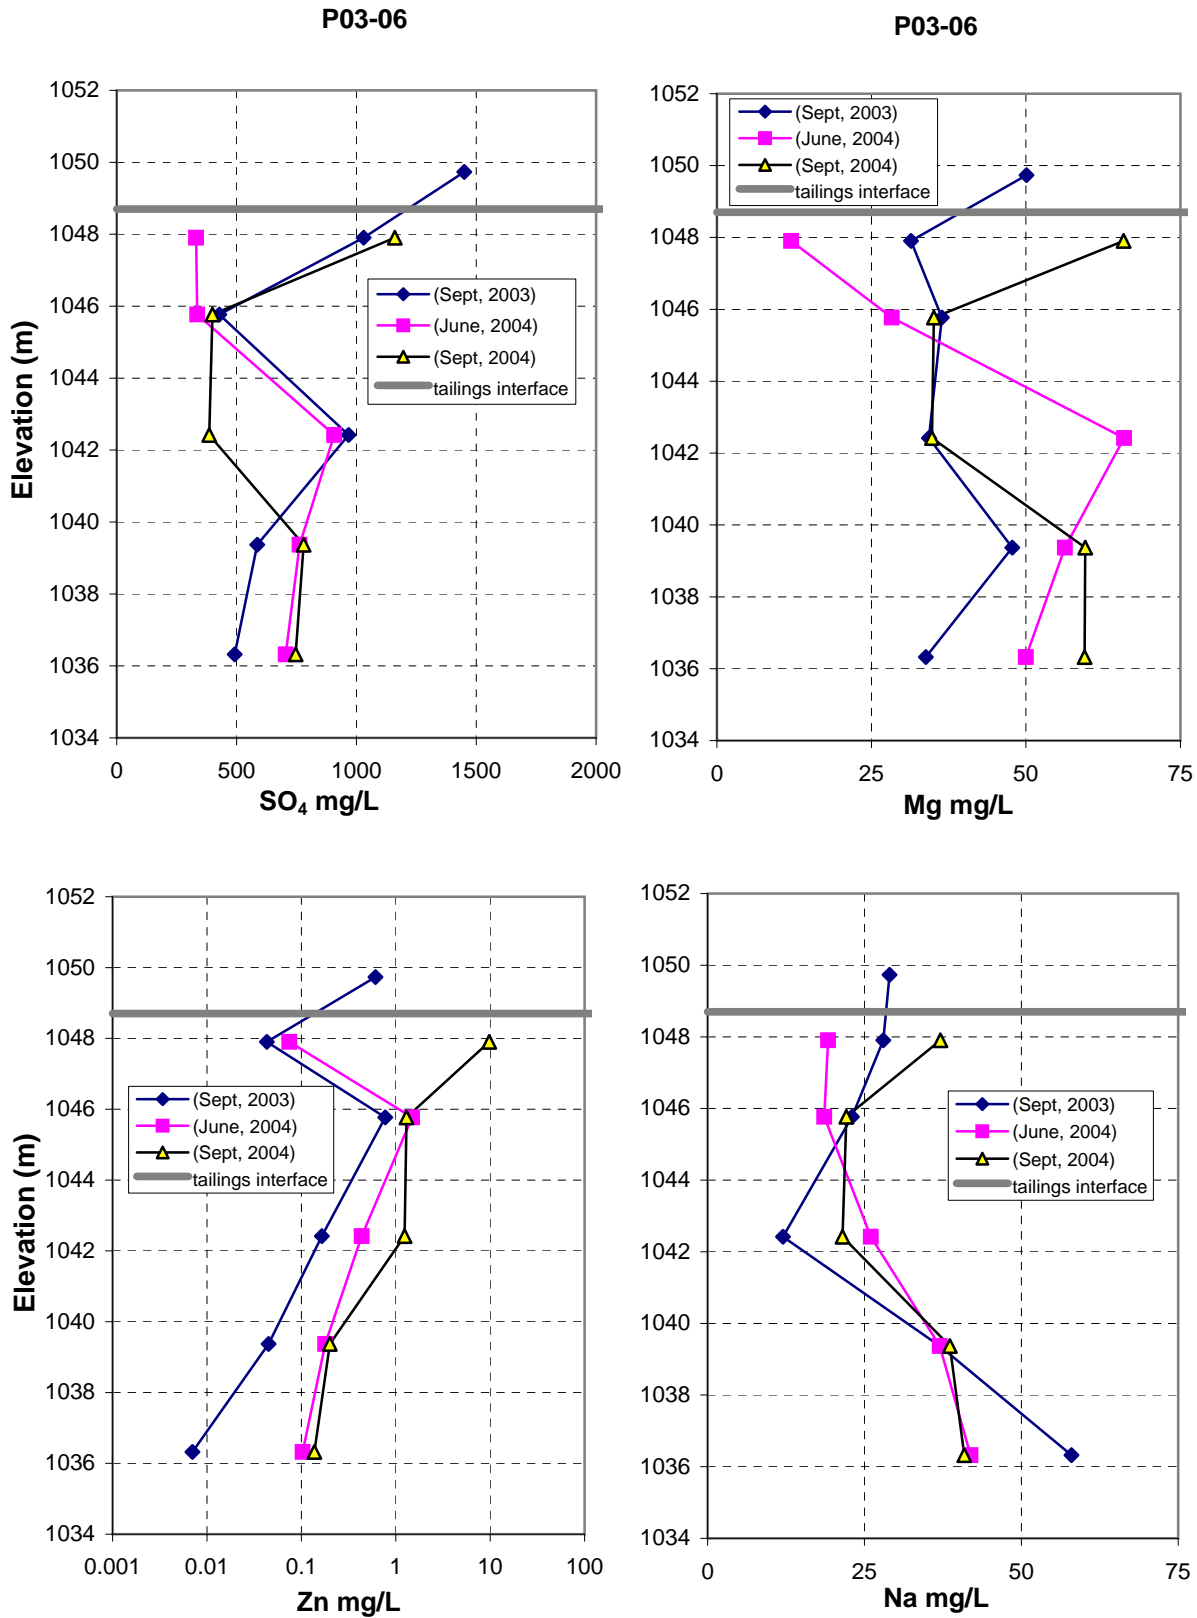 P03-06
P03-06
1052
1050
1048
1046
1044
1042
1040
1038
1036
1034
Elevation (m)
(Sept, 2003)
(June, 2004)
(Sept, 2004)
tailings interface
0 500 1000 1500 2000
SO₄ mg/L
1052
1050
1048
1046
1044
1042
1040
1038
1036
1034
(Sept, 2003)
(June, 2004)
(Sept, 2004)
tailings interface
0 25 50 75
Mg mg/L
1052
1050
1048
1046
1044
1042
1040
1038
1036
1034
Elevation (m)
(Sept, 2003)
(June, 2004)
(Sept, 2004)
tailings interface
0.001 0.01 0.1 1 10 100
Zn mg/L
1052
1050
1048
1046
1044
1042
1040
1038
1036
1034
(Sept, 2003)
(June, 2004)
(Sept, 2004)
tailings interface
0 25 50 75
Na mg/L